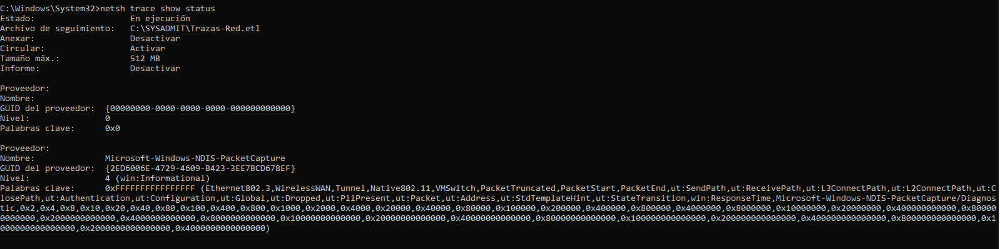 C:\Windows\System32>netsh trace show status
Estado:                   En ejecución
Archivo de seguimiento:   C:\SYSADMIT\Trazas-Red.etl
Anexar:                   Desactivar
Circular:                 Activar
Tamaño máx.:              512 MB
Informe:                  Desactivar
Proveedor:
Nombre:
GUID del proveedor:  {00000000-0000-0000-0000-000000000000}
Nivel:               0
Palabras clave:      0x0
Proveedor:
Nombre:              Microsoft-Windows-NDIS-PacketCapture
GUID del proveedor:  {2ED6006E-4729-4609-B423-3EE7BCD678EF}
Nivel:               4 (win:Informational)
Palabras clave:      0xFFFFFFFFFFFFFFFF (Ethernet802.3,WirelessWAN,Tunnel,Native802.11,VMSwitch,PacketTruncated,PacketStart,PacketEnd,ut:SendPath,ut:ReceivePath,ut:L3ConnectPath,ut:L2ConnectPath,ut:C
losePath,ut:Authentication,ut:Configuration,ut:Global,ut:Dropped,ut:PiiPresent,ut:Packet,ut:Address,ut:StdTemplateHint,ut:StateTransition,win:ResponseTime,Microsoft-Windows-NDIS-PacketCapture/Diagnos
tic,0x2,0x4,0x8,0x10,0x20,0x40,0x80,0x100,0x400,0x800,0x1000,0x2000,0x4000,0x20000,0x40000,0x80000,0x100000,0x200000,0x400000,0x800000,0x4000000,0x8000000,0x10000000,0x20000000,0x400000000000,0x80000
0000000,0x2000000000000,0x4000000000000,0x8000000000000,0x10000000000000,0x20000000000000,0x40000000000000,0x80000000000000,0x100000000000000,0x200000000000000,0x400000000000000,0x800000000000000,0x1
000000000000000,0x2000000000000000,0x4000000000000000)